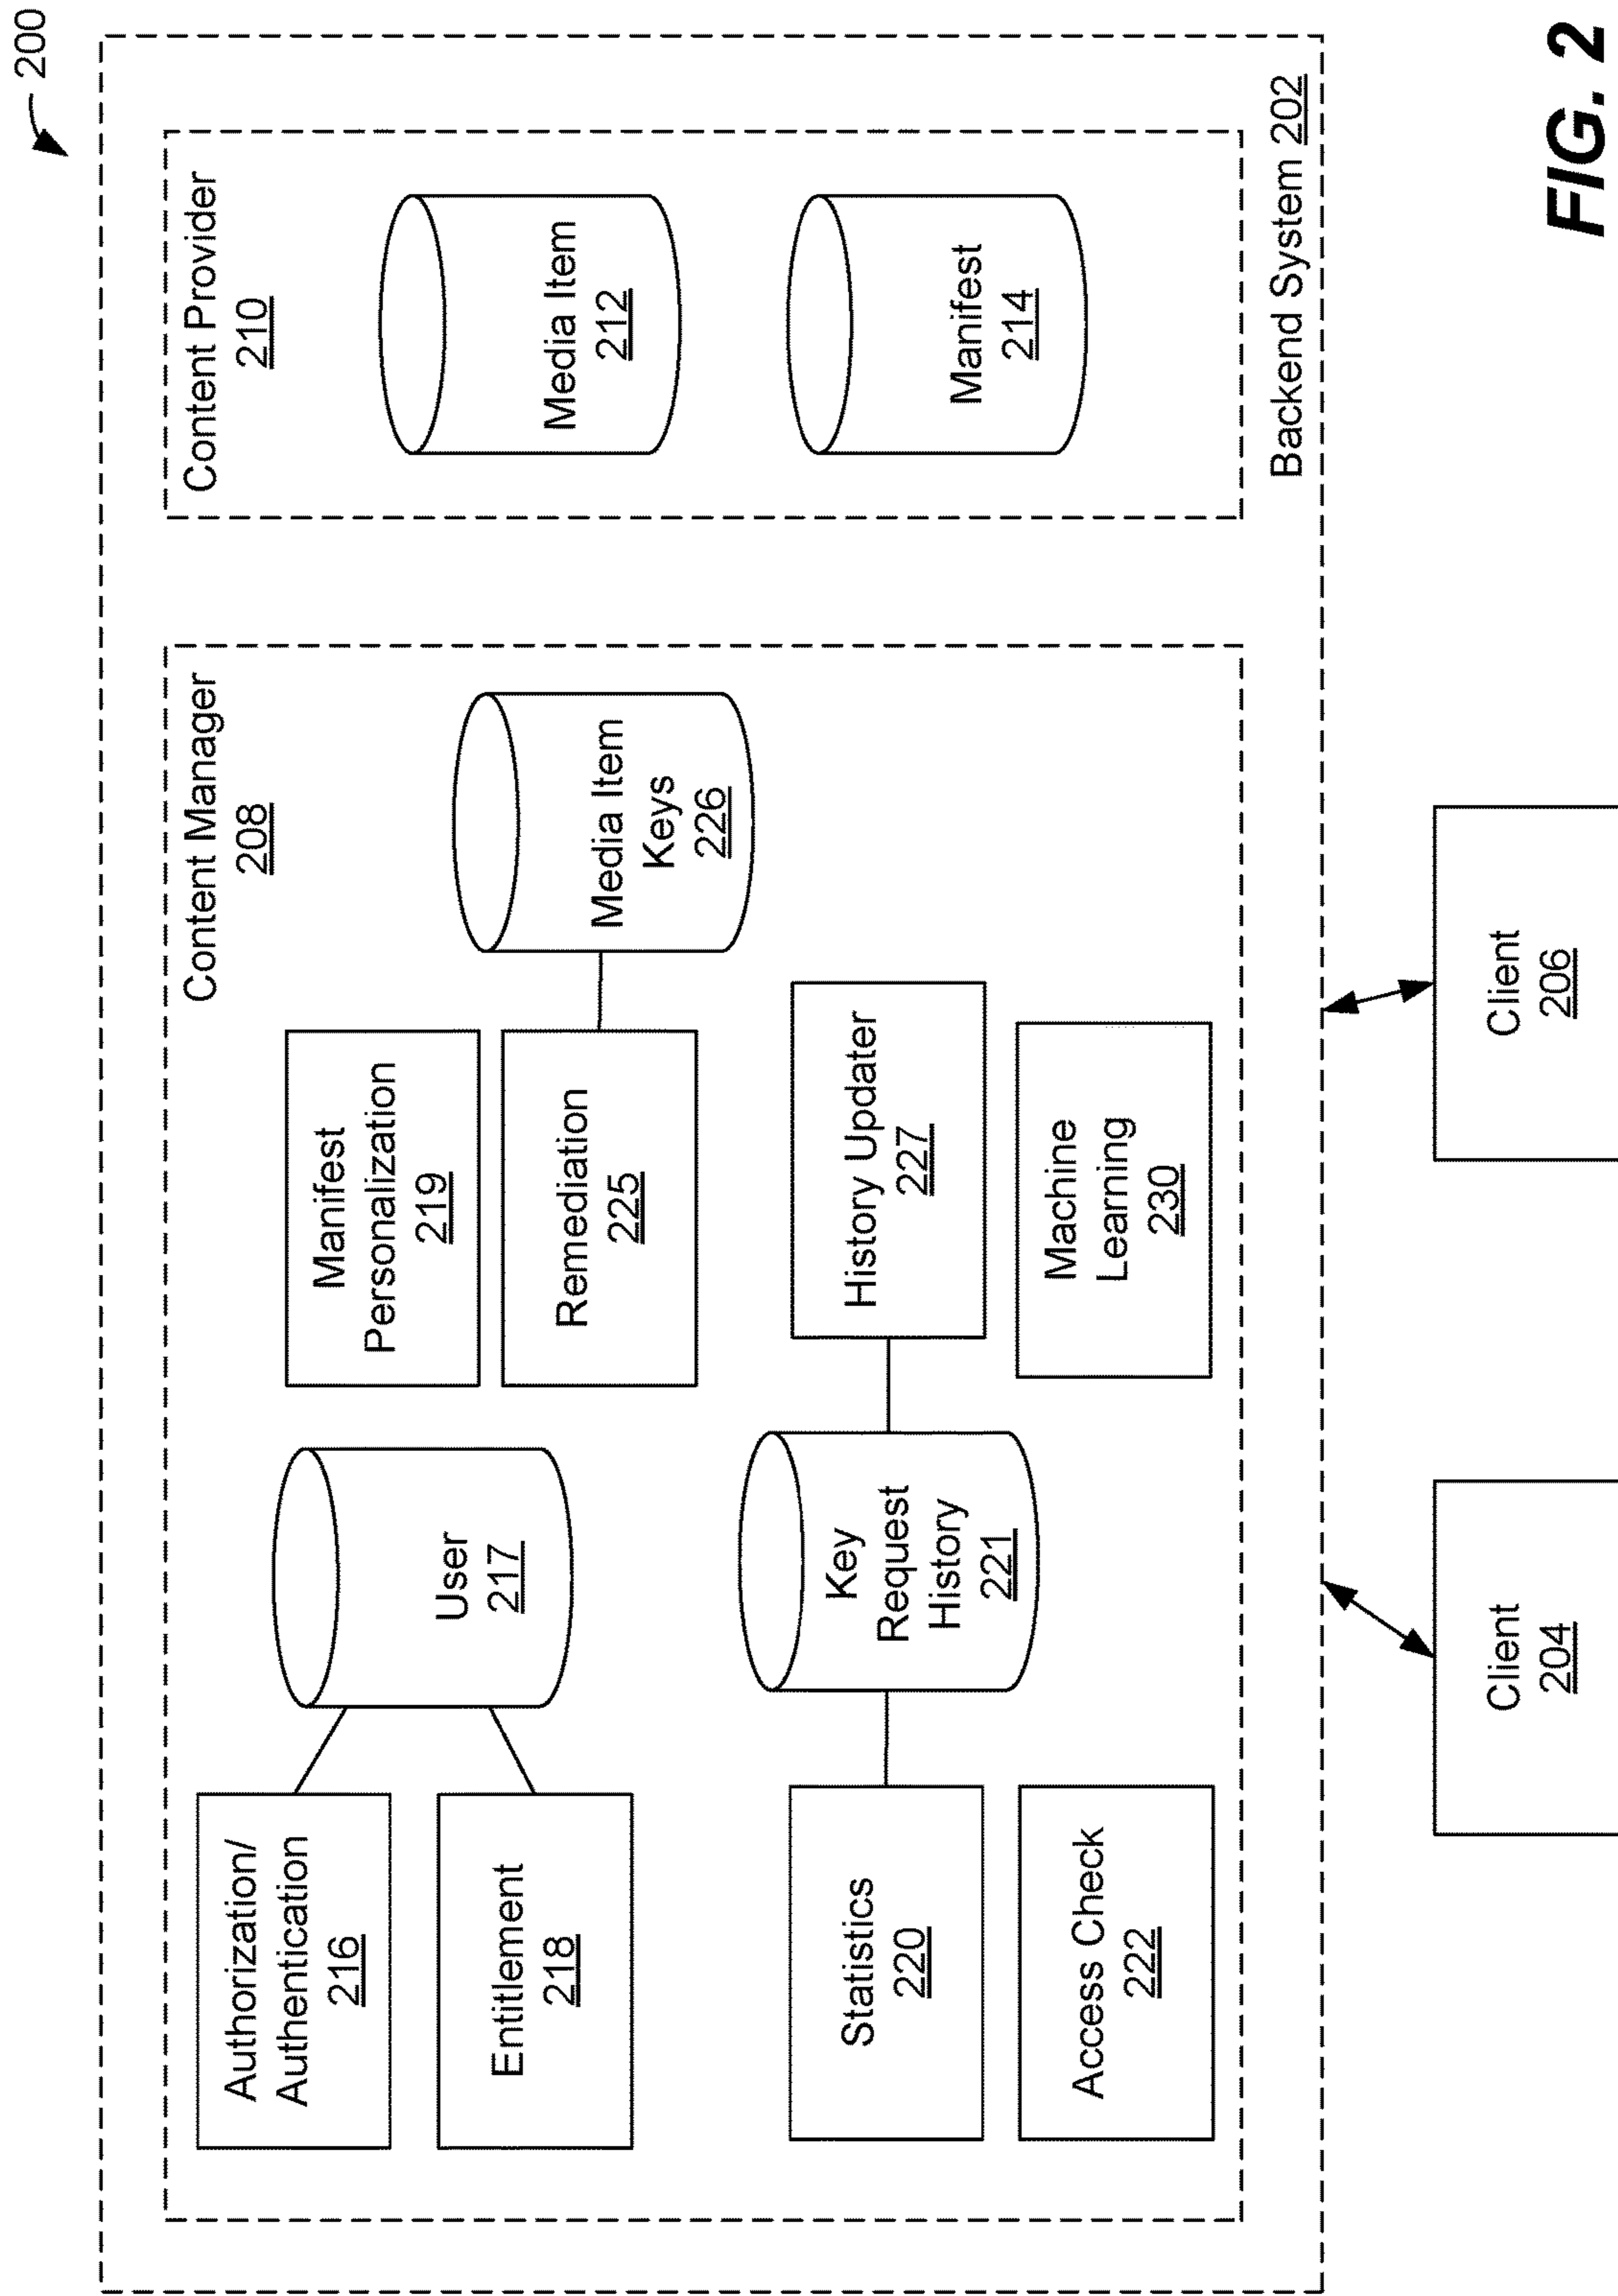 200
Content Manager
208
Content Provider
210
Authorization/
Authentication
216
User
217
Manifest
Personalization
219
Entitlement
218
Remediation
225
Media Item
Keys
226
Media Item
212
Statistics
220
Key
Request
History
221
History Updater
227
Manifest
214
Access Check
222
Machine
Learning
230
Backend System 202
Client
204
Client
206
FIG. 2